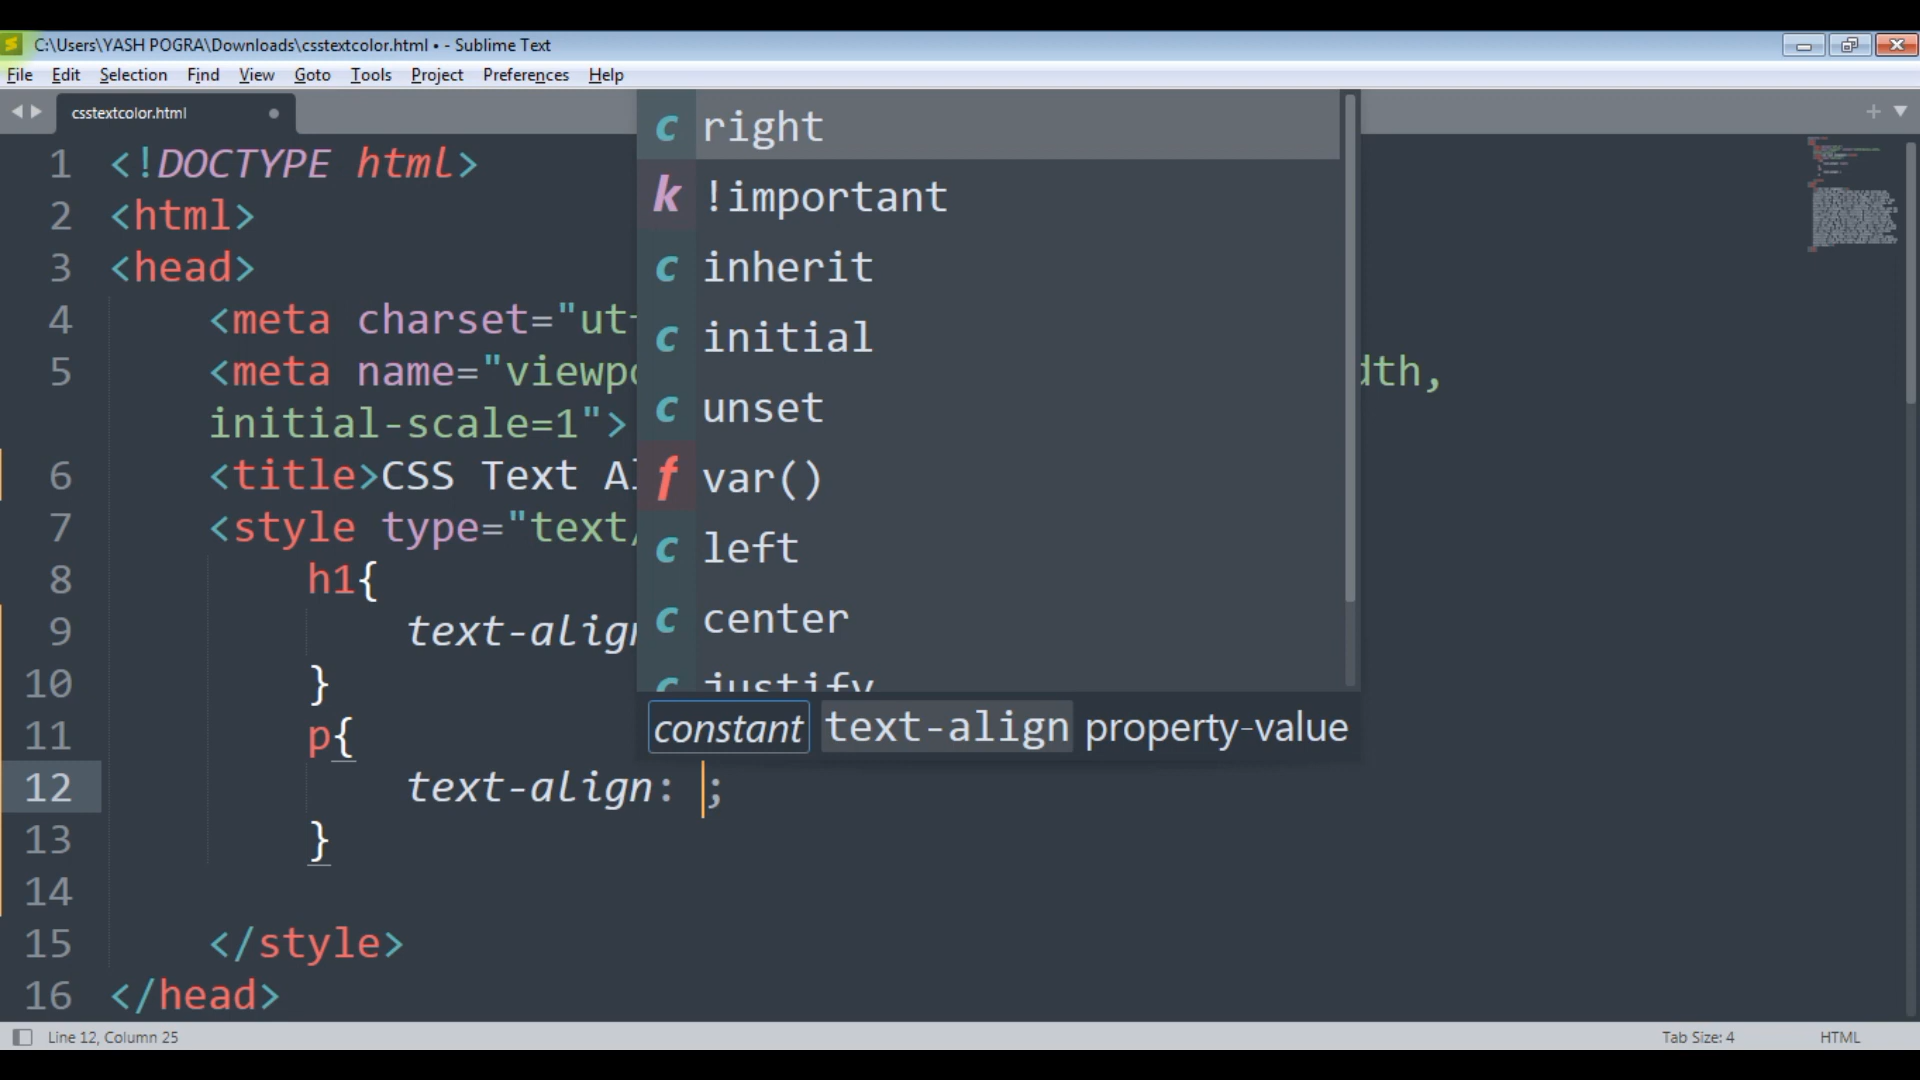 C:\Users\YASH POGRA\Downloads\csstextcolor.html • - Sublime Text
File Edit Selection Find View Goto Tools Project Preferences Help
csstextcolor.html
1 <!DOCTYPE html>
2 <html>
3 <head>
4 <meta charset="ut
5 <meta name="viewpo dth,
initial-scale=1">
6 <title>CSS Text Al
7 <style type="text/
8 h1{
9 text-align
10 }
11 p{
12 text-align: ;
13 }
14
15 </style>
16 </head>
c right
k !important
c inherit
c initial
c unset
f var()
c left
c center
c justify
constant text-align property-value
Line 12, Column 25
Tab Size: 4
HTML